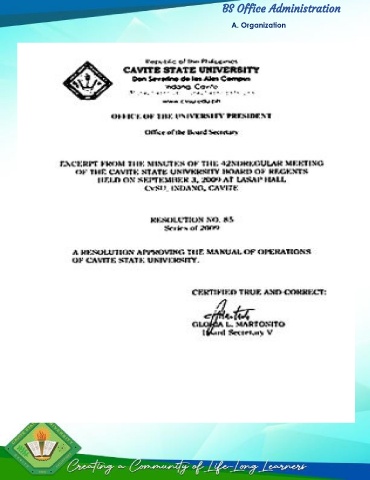 BS Office Administration
A. Organization
Republic of the Philippines
CAVITE STATE UNIVERSITY
Don Severino de las Alas Campus
Indang, Cavite
www.cvsu.edu.ph
OFFICE OF THE UNIVERSITY PRESIDENT
Office of the Board Secretary
EXCERPT FROM THE MINUTES OF THE 42NDREGULAR MEETING
OF THE CAVITE STATE UNIVERSITY BOARD OF REGENTS
HELD ON SEPTEMBER 3, 2009 AT LASAP HALL
CvSU, INDANG, CAVITE
RESOLUTION NO. 85
Series of 2009
A RESOLUTION APPROVING THE MANUAL OF OPERATIONS
OF CAVITE STATE UNIVERSITY.
CERTIFIED TRUE AND CORRECT:
GLORIA L. MARTONITO
Board Secretary V
Creating a Community of Life-Long Learners